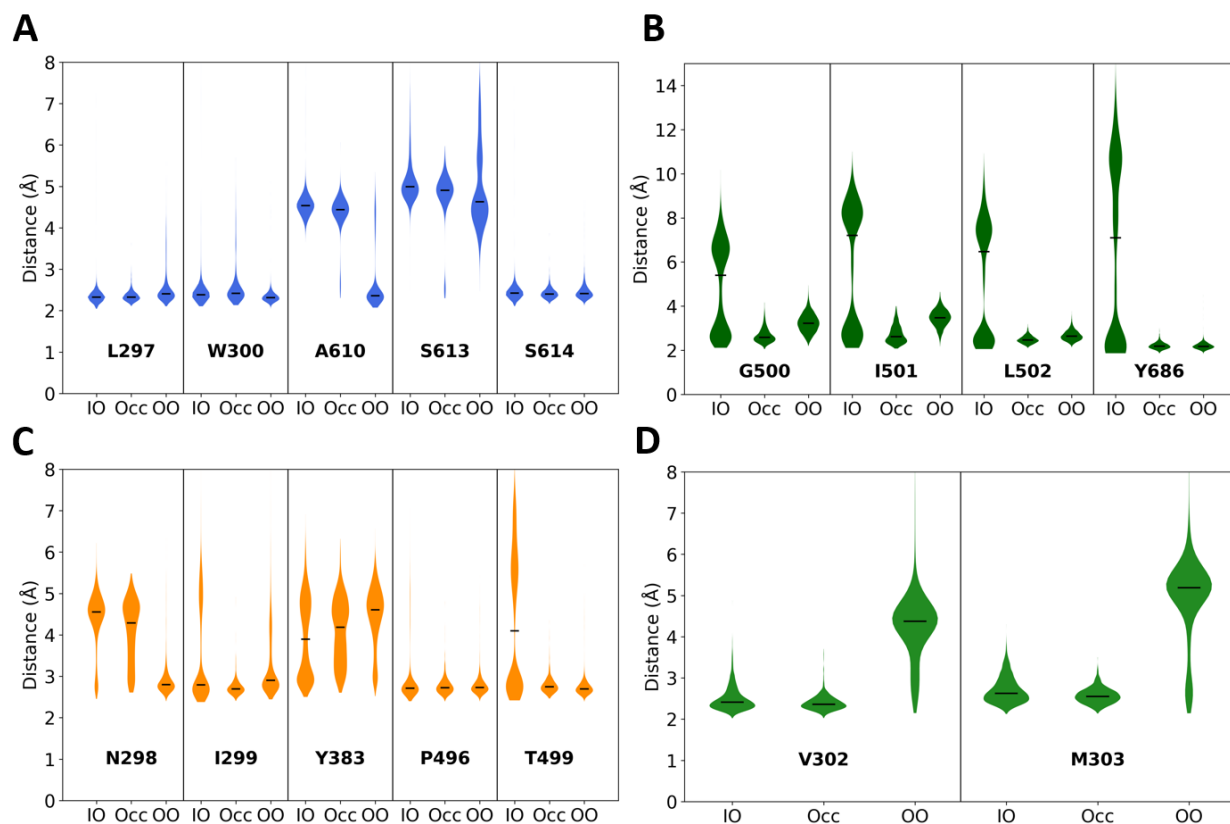 A
Distance (Å)
8
7
6
5
4
3
2
1
0
L297 W300 A610 S613 S614
IO Occ OO IO Occ OO IO Occ OO IO Occ OO IO Occ OO
B
Distance (Å)
14
12
10
8
6
4
2
0
G500 I501 L502 Y686
IO Occ OO IO Occ OO IO Occ OO IO Occ OO
C
Distance (Å)
8
7
6
5
4
3
2
1
0
N298 I299 Y383 P496 T499
IO Occ OO IO Occ OO IO Occ OO IO Occ OO IO Occ OO
D
Distance (Å)
8
7
6
5
4
3
2
1
0
V302 M303
IO Occ OO IO Occ OO